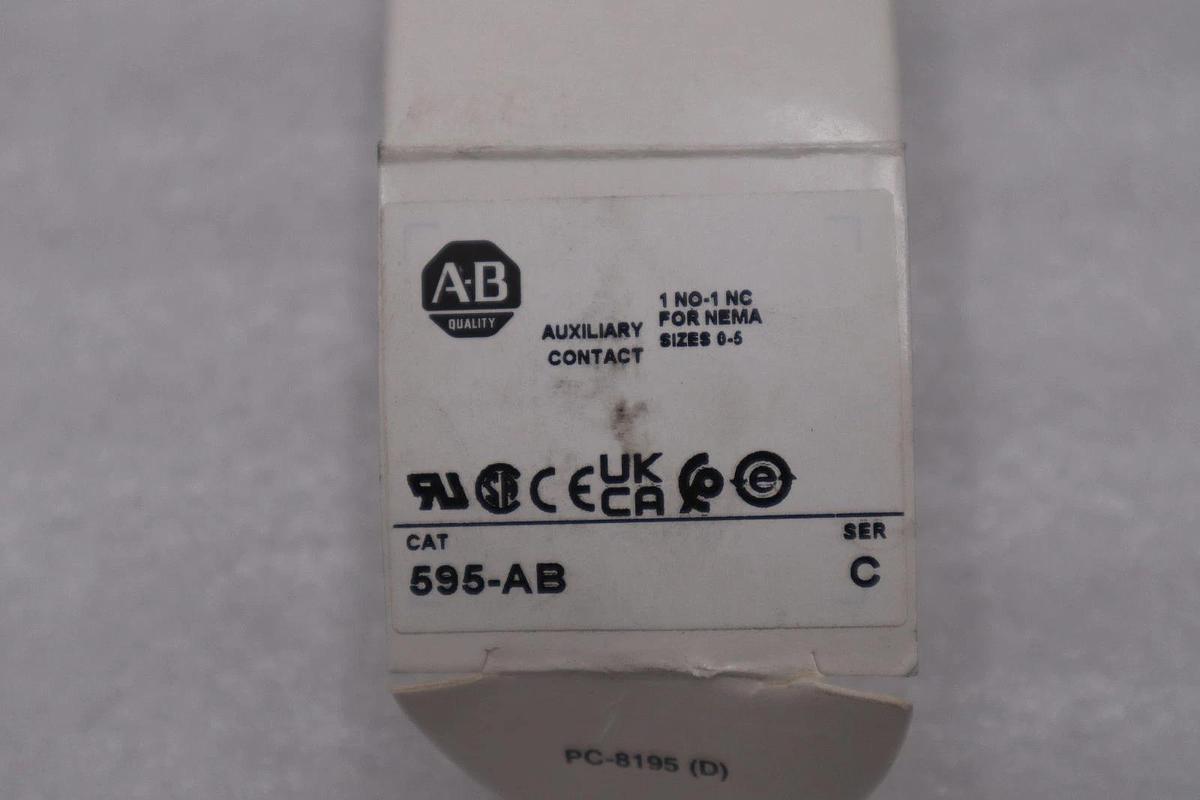 A-B
QUALITY
AUXILIARY
CONTACT
1 NO-1 NC
FOR NEMA
SIZES 0-5
UK
CA
CAT
595-AB
SER
C
PC-8195 (D)